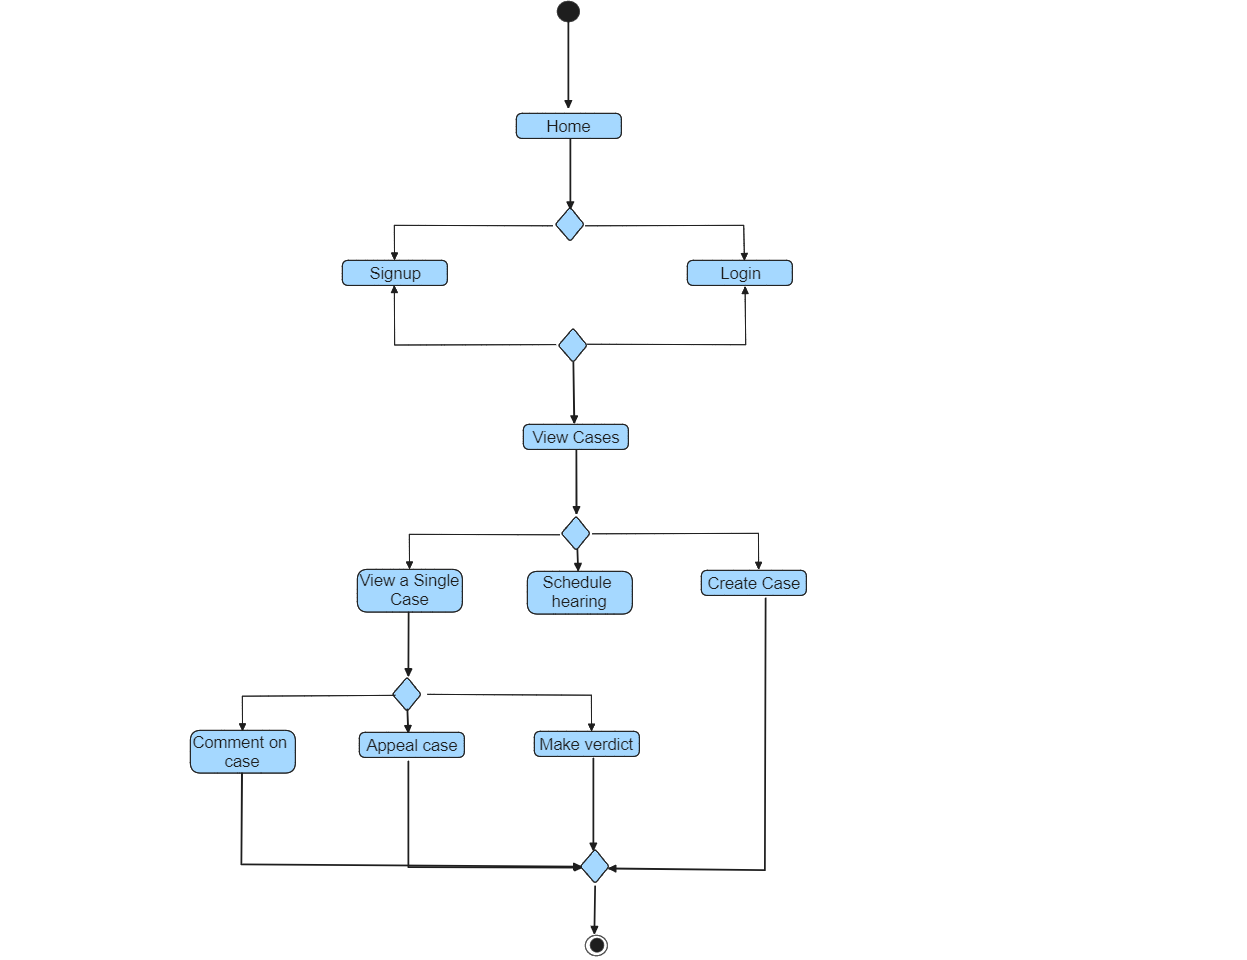 Home
Signup
Login
View Cases
View a Single
Case
Schedule
hearing
Create Case
Comment on
case
Appeal case
Make verdict